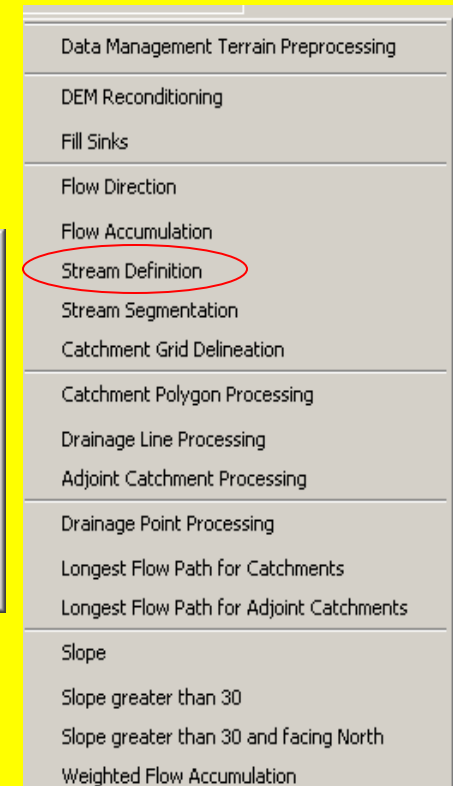 Data Management Terrain Preprocessing
DEM Reconditioning
Fill Sinks
Flow Direction
Flow Accumulation
Stream Definition
Stream Segmentation
Catchment Grid Delineation
Catchment Polygon Processing
Drainage Line Processing
Adjoint Catchment Processing
Drainage Point Processing
Longest Flow Path for Catchments
Longest Flow Path for Adjoint Catchments
Slope
Slope greater than 30
Slope greater than 30 and facing North
Weighted Flow Accumulation